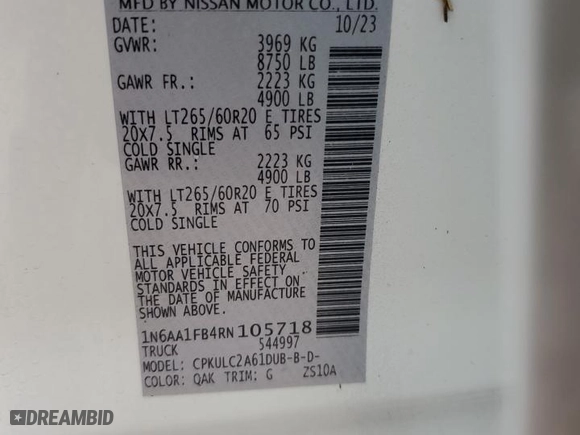 MFD BY NISSAN MOTOR CO., LTD.
DATE: 10/23
GVWR: 3969 KG
8750 LB
GAWR FR.: 2223 KG
4900 LB
WITH LT265/60R20 E TIRES
20X7.5 RIMS AT 65 PSI
COLD SINGLE
GAWR RR.: 2223 KG
4900 LB
WITH LT265/60R20 E TIRES
20X7.5 RIMS AT 70 PSI
COLD SINGLE
THIS VEHICLE CONFORMS TO
ALL APPLICABLE FEDERAL
MOTOR VEHICLE SAFETY
STANDARDS IN EFFECT ON
THE DATE OF MANUFACTURE
SHOWN ABOVE.
1N6AA1FB4RN105718
TRUCK 544997
MODEL: CPKULC2A61DUB-B-D-
COLOR: QAK TRIM: G ZS10A
DREAMBID